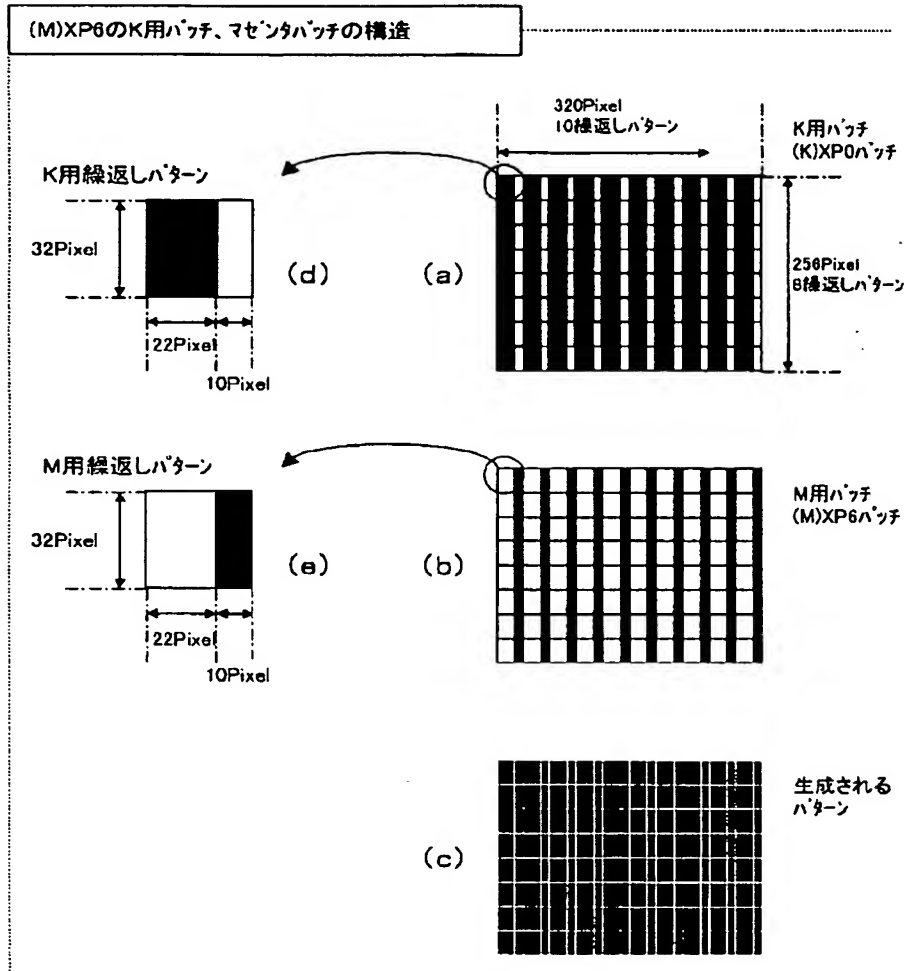 (M)XP6のK用パッチ、マゼンタパッチの構造
320Pixel
10繰返しパターン
K用パッチ
(K)XP0パッチ
K用繰返しパターン
32Pixel
(d)
(a)
256Pixel
8繰返しパターン
22Pixel
10Pixel
M用繰返しパターン
M用パッチ
(M)XP6パッチ
32Pixel
(e)
(b)
22Pixel
10Pixel
生成される
パターン
(c)